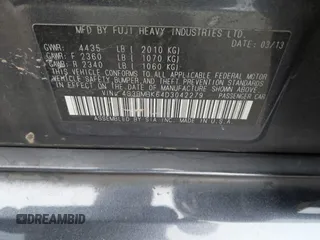 MFD BY FUJI HEAVY INDUSTRIES LTD.
DATE: 03/13
GVWR: 4435 LB ( 2010 KG)
GAWR: F 2360 LB ( 1070 KG)
GAWR: R 2340 LB ( 1060 KG)
THIS VEHICLE CONFORMS TO ALL APPLICABLE
FEDERAL MOTOR VEHICLE SAFETY, BUMPER, AND THEFT
PREVENTION STANDARDS IN EFFECT ON THE DATE OF
MANUFACTURE SHOWN ABOVE.
VIN: PASSENGER CAR
ASSEMBLED BY S.I.A., INC. MADE IN U.S.A.
DREAMBID